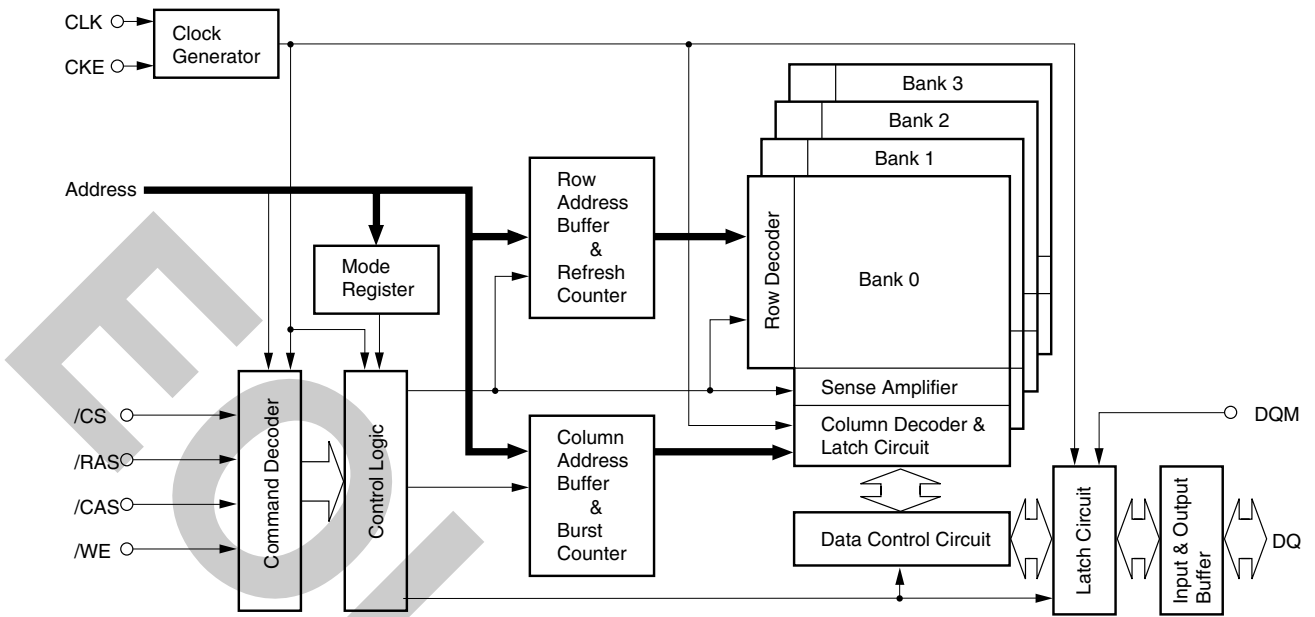 CLK
CKE
Clock
Generator
Bank 3
Bank 2
Bank 1
Address
Row
Address
Buffer
&
Refresh
Counter
Row Decoder
Bank 0
Mode
Register
Sense Amplifier
Column Decoder &
Latch Circuit
/CS
/RAS
/CAS
/WE
Command Decoder
Control Logic
Column
Address
Buffer
&
Burst
Counter
Data Control Circuit
DQM
Latch Circuit
Input & Output
Buffer
DQ